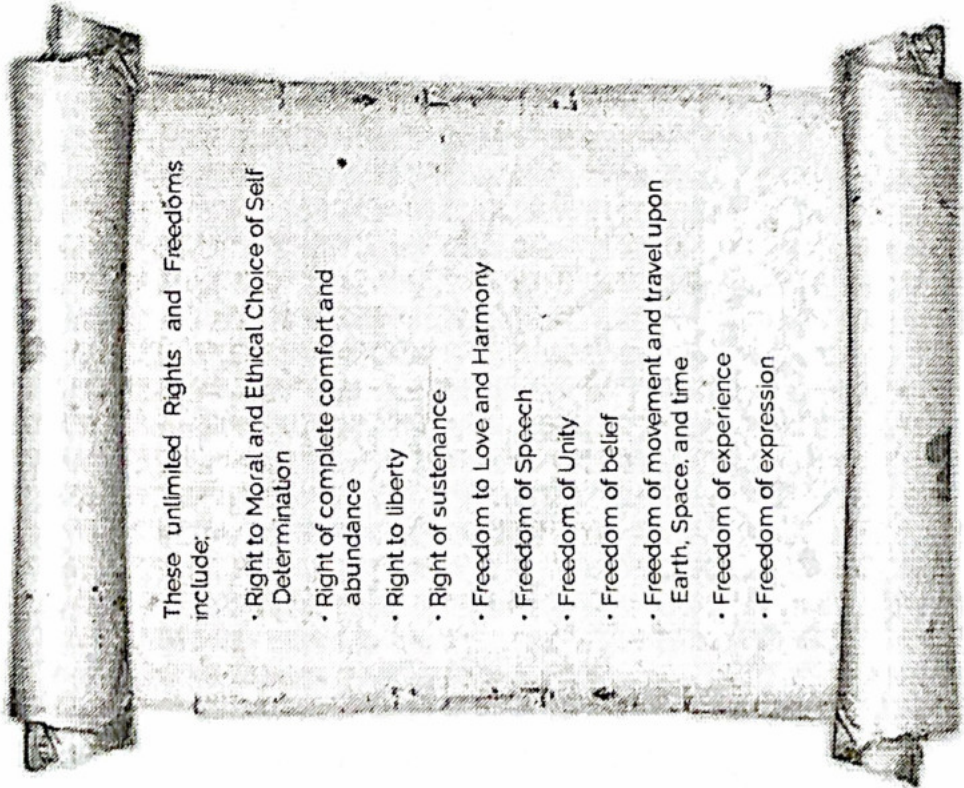 These unlimited Rights and Freedoms
include;
• Right to Moral and Ethical Choice of Self
Determination
• Right of complete comfort and
abundance
• Right to liberty
• Right of sustenance
• Freedom to Love and Harmony
• Freedom of Speech
• Freedom of Unity
• Freedom of belief
• Freedom of movement and travel upon
Earth, Space, and time
• Freedom of experience
• Freedom of expression